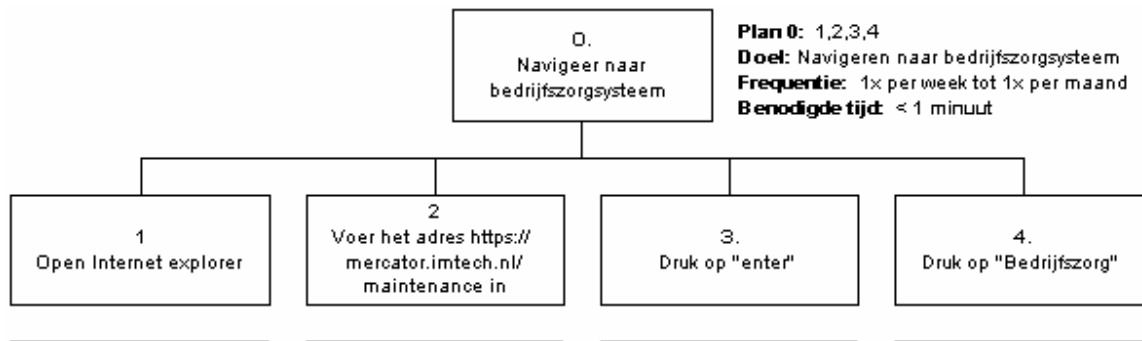 0.
Navigeer naar
bedrijfszorgsysteem
Plan 0: 1,2,3,4
Doel: Navigeren naar bedrijfszorgsysteem
Frequentie: 1x per week tot 1x per maand
Benodigde tijd: < 1 minuut
1
Open Internet explorer
2
Voer het adres https://
mercator.imtech.nl/
maintenance in
3.
Druk op "enter"
4.
Druk op "Bedrijfszorg"